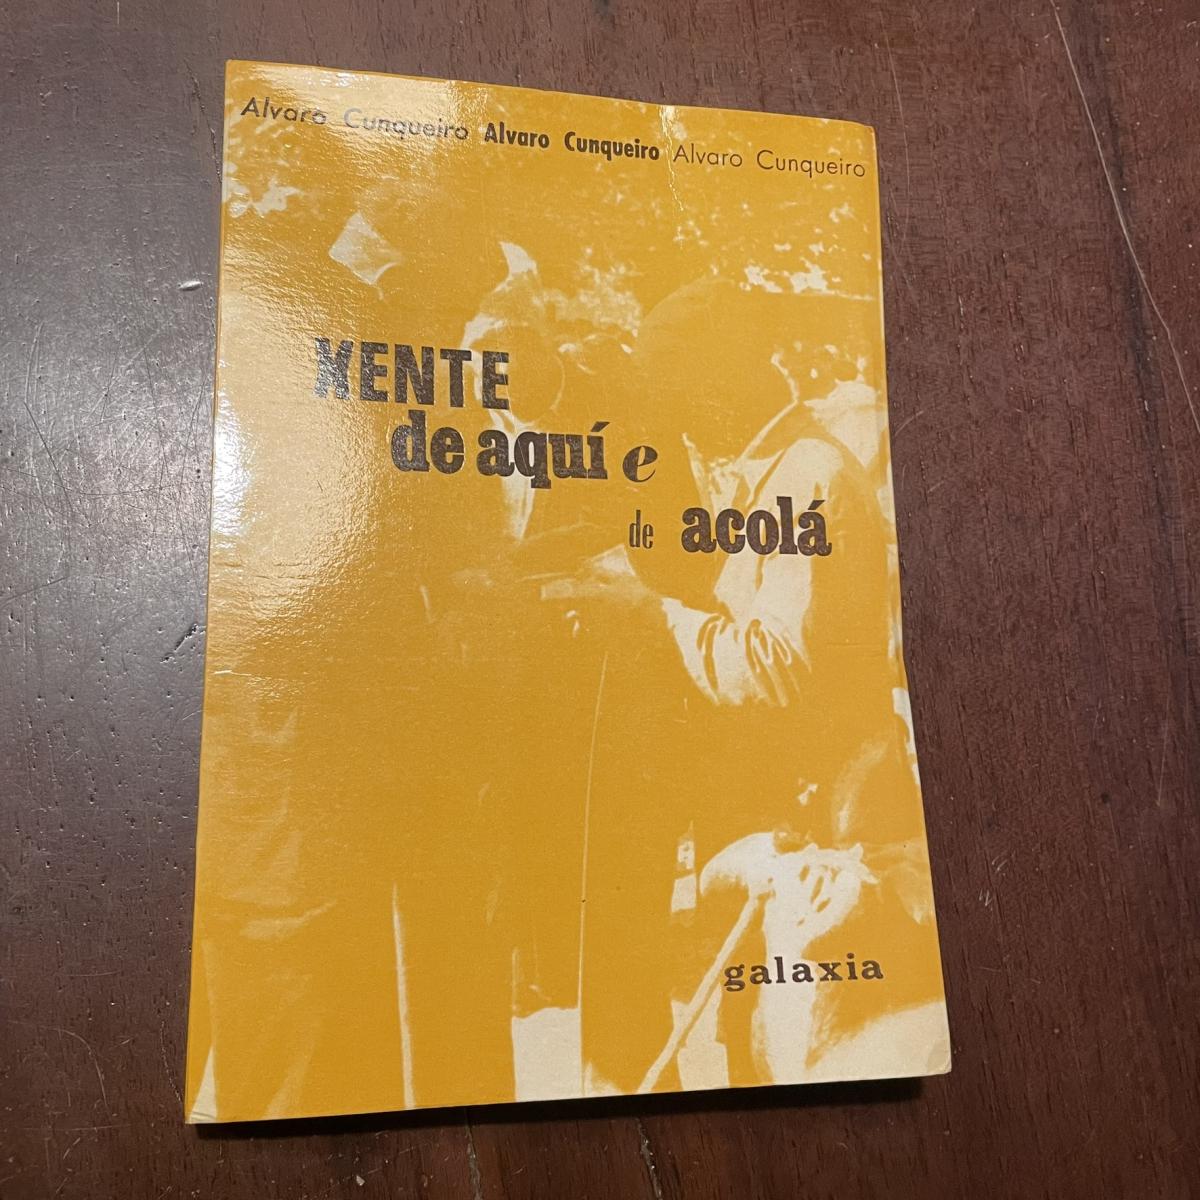 Alvaro Cunqueiro Alvaro Cunqueiro Alvaro Cunqueiro
XENTE
de aquí e
de acolá
galaxia